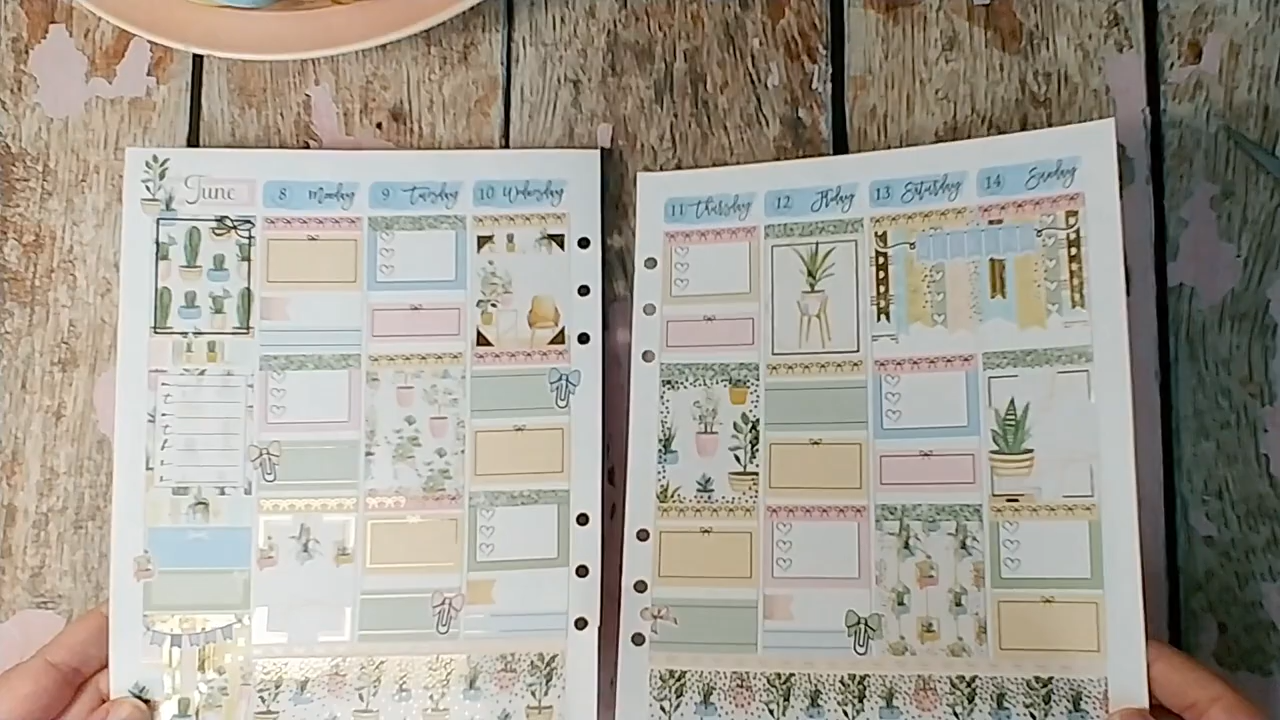 June
8 Monday
9 Tuesday
10 Wednesday
11 Thursday
12 Friday
13 Saturday
14 Sunday